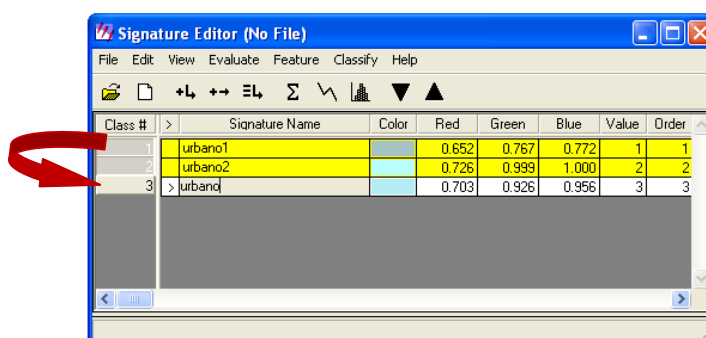 Signature Editor (No File)
File Edit View Evaluate Feature Classify Help
Σ
Class # > Signature Name Color Red Green Blue Value Order
1 urbano1 0.652 0.767 0.772 1 1
2 urbano2 0.726 0.999 1.000 2 2
3 > urbano 0.703 0.926 0.956 3 3